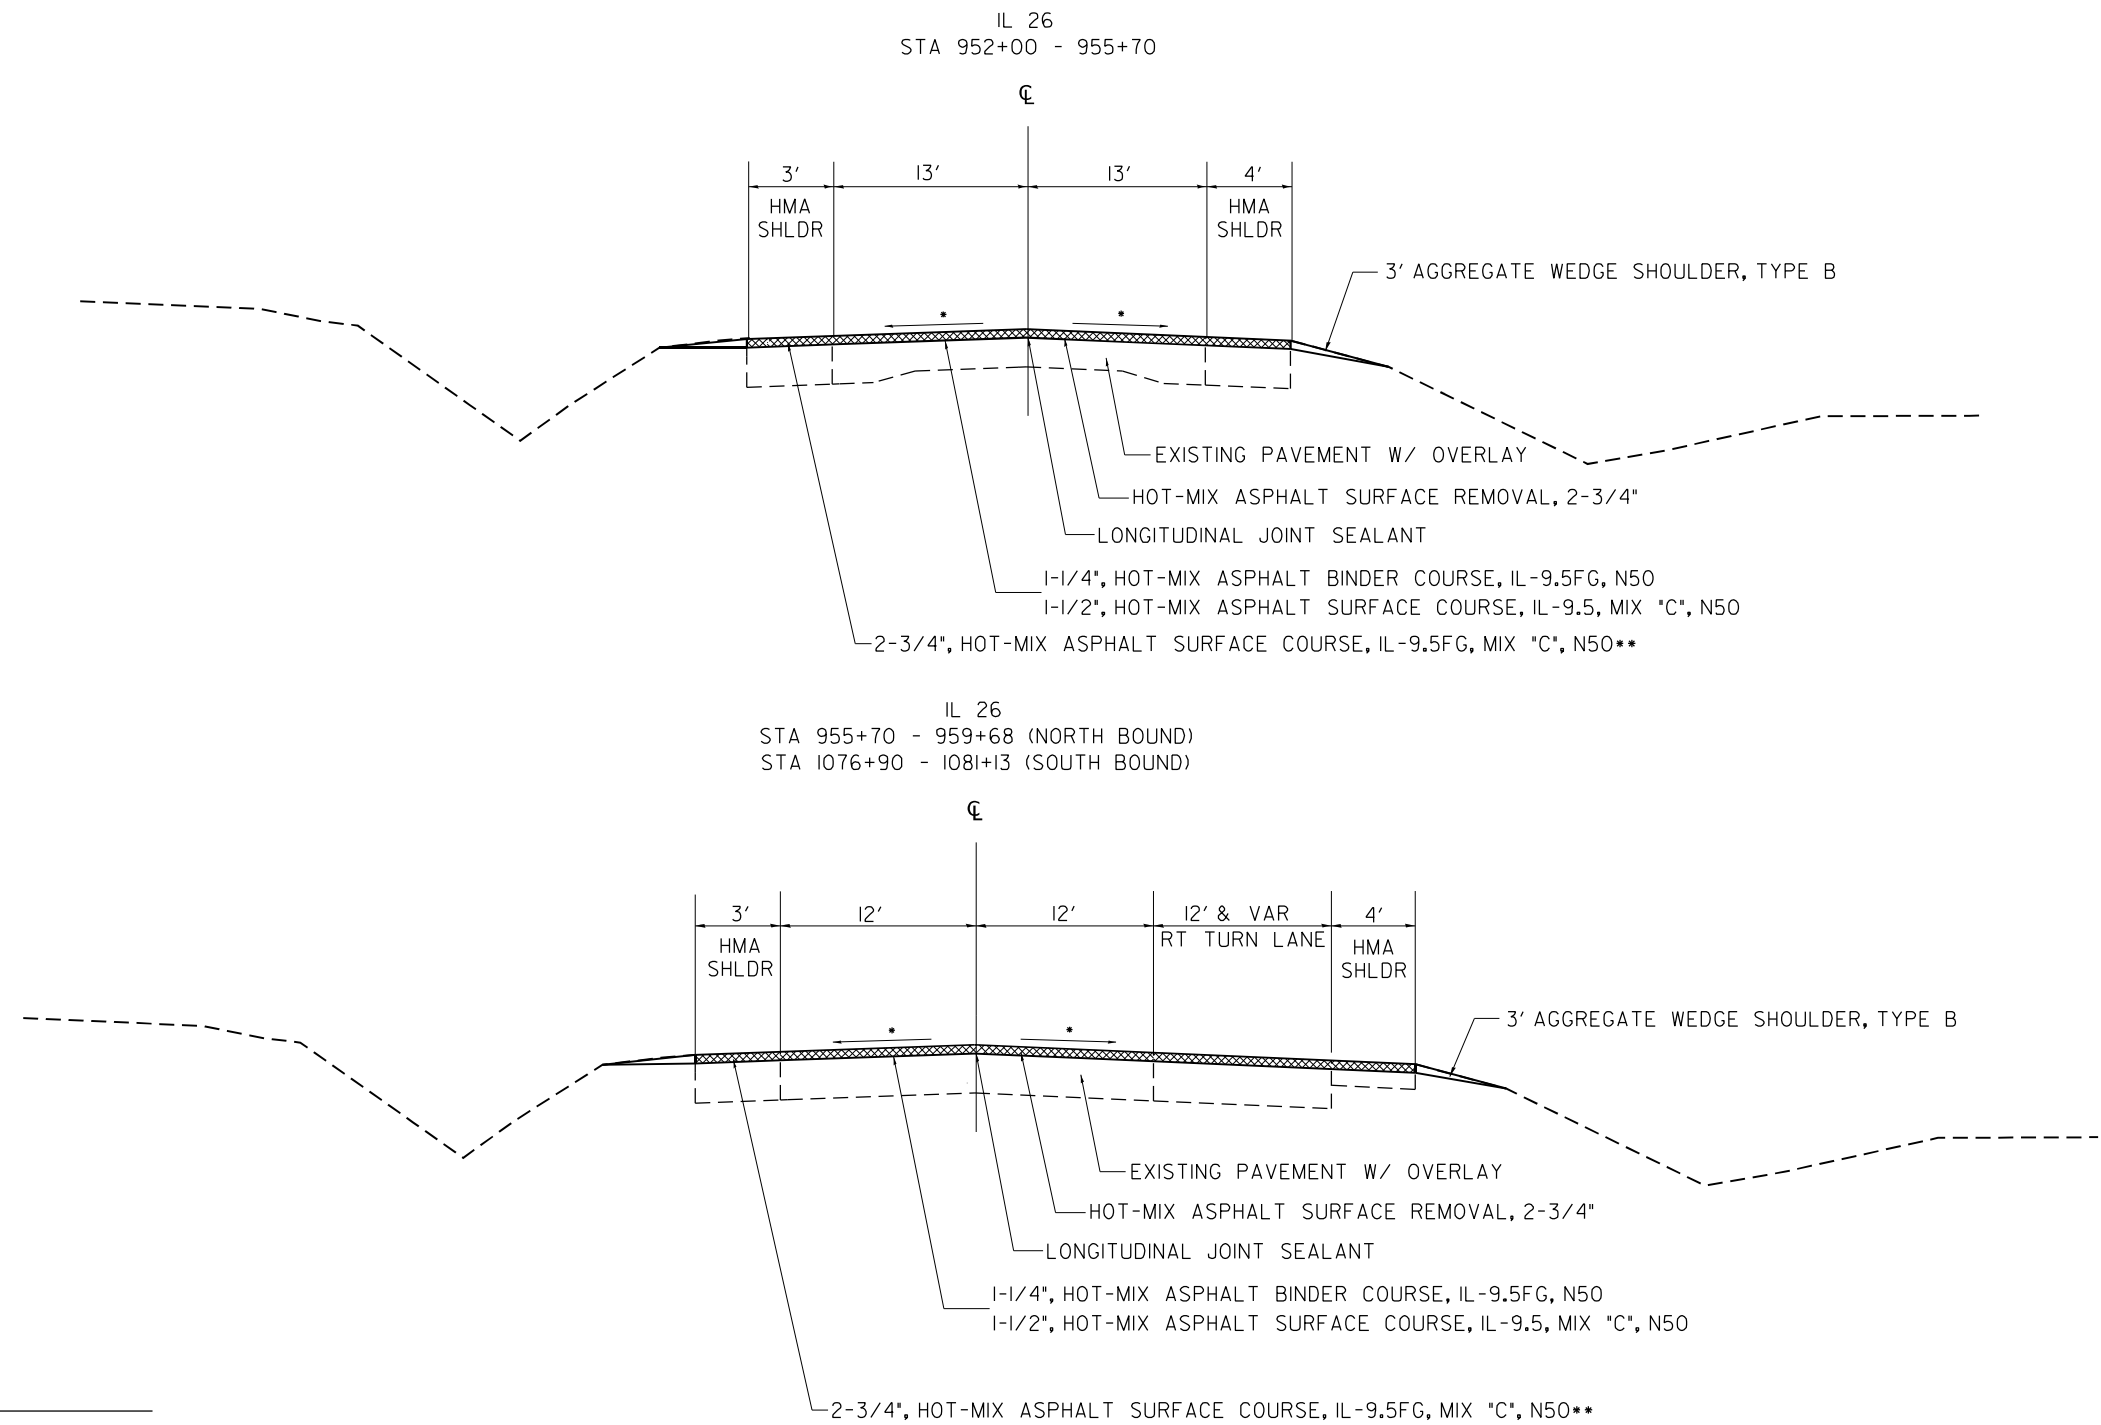 IL 26
STA 952+00 - 955+70
℄
3' 13' 13' 4'
HMA HMA
SHLDR SHLDR
3' AGGREGATE WEDGE SHOULDER, TYPE B
* *
EXISTING PAVEMENT W/ OVERLAY
HOT-MIX ASPHALT SURFACE REMOVAL, 2-3/4"
LONGITUDINAL JOINT SEALANT
1-1/4", HOT-MIX ASPHALT BINDER COURSE, IL-9.5FG, N50
1-1/2", HOT-MIX ASPHALT SURFACE COURSE, IL-9.5, MIX "C", N50
2-3/4", HOT-MIX ASPHALT SURFACE COURSE, IL-9.5FG, MIX "C", N50**
IL 26
STA 955+70 - 959+68 (NORTH BOUND)
STA 1076+90 - 1081+13 (SOUTH BOUND)
℄
3' 12' 12' 12' & VAR 4'
RT TURN LANE
HMA HMA
SHLDR SHLDR
3' AGGREGATE WEDGE SHOULDER, TYPE B
* *
EXISTING PAVEMENT W/ OVERLAY
HOT-MIX ASPHALT SURFACE REMOVAL, 2-3/4"
LONGITUDINAL JOINT SEALANT
1-1/4", HOT-MIX ASPHALT BINDER COURSE, IL-9.5FG, N50
1-1/2", HOT-MIX ASPHALT SURFACE COURSE, IL-9.5, MIX "C", N50
2-3/4", HOT-MIX ASPHALT SURFACE COURSE, IL-9.5FG, MIX "C", N50**